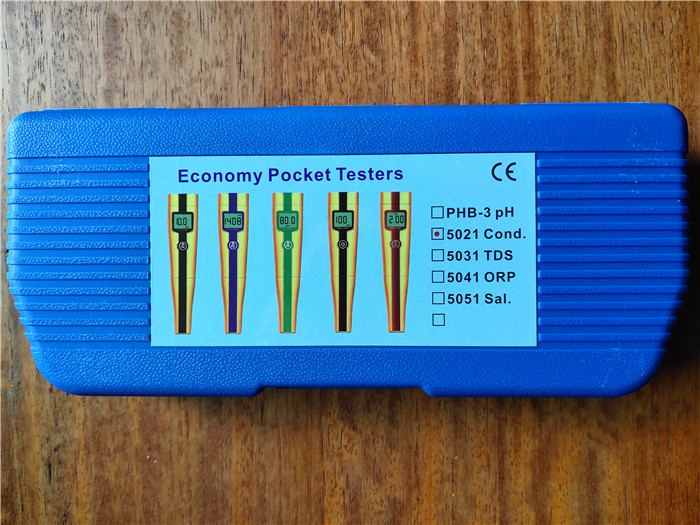 Economy Pocket Testers
CE
10.0
1408
80.0
100
2.00
PHB-3 pH
5021 Cond.
5031 TDS
5041 ORP
5051 Sal.